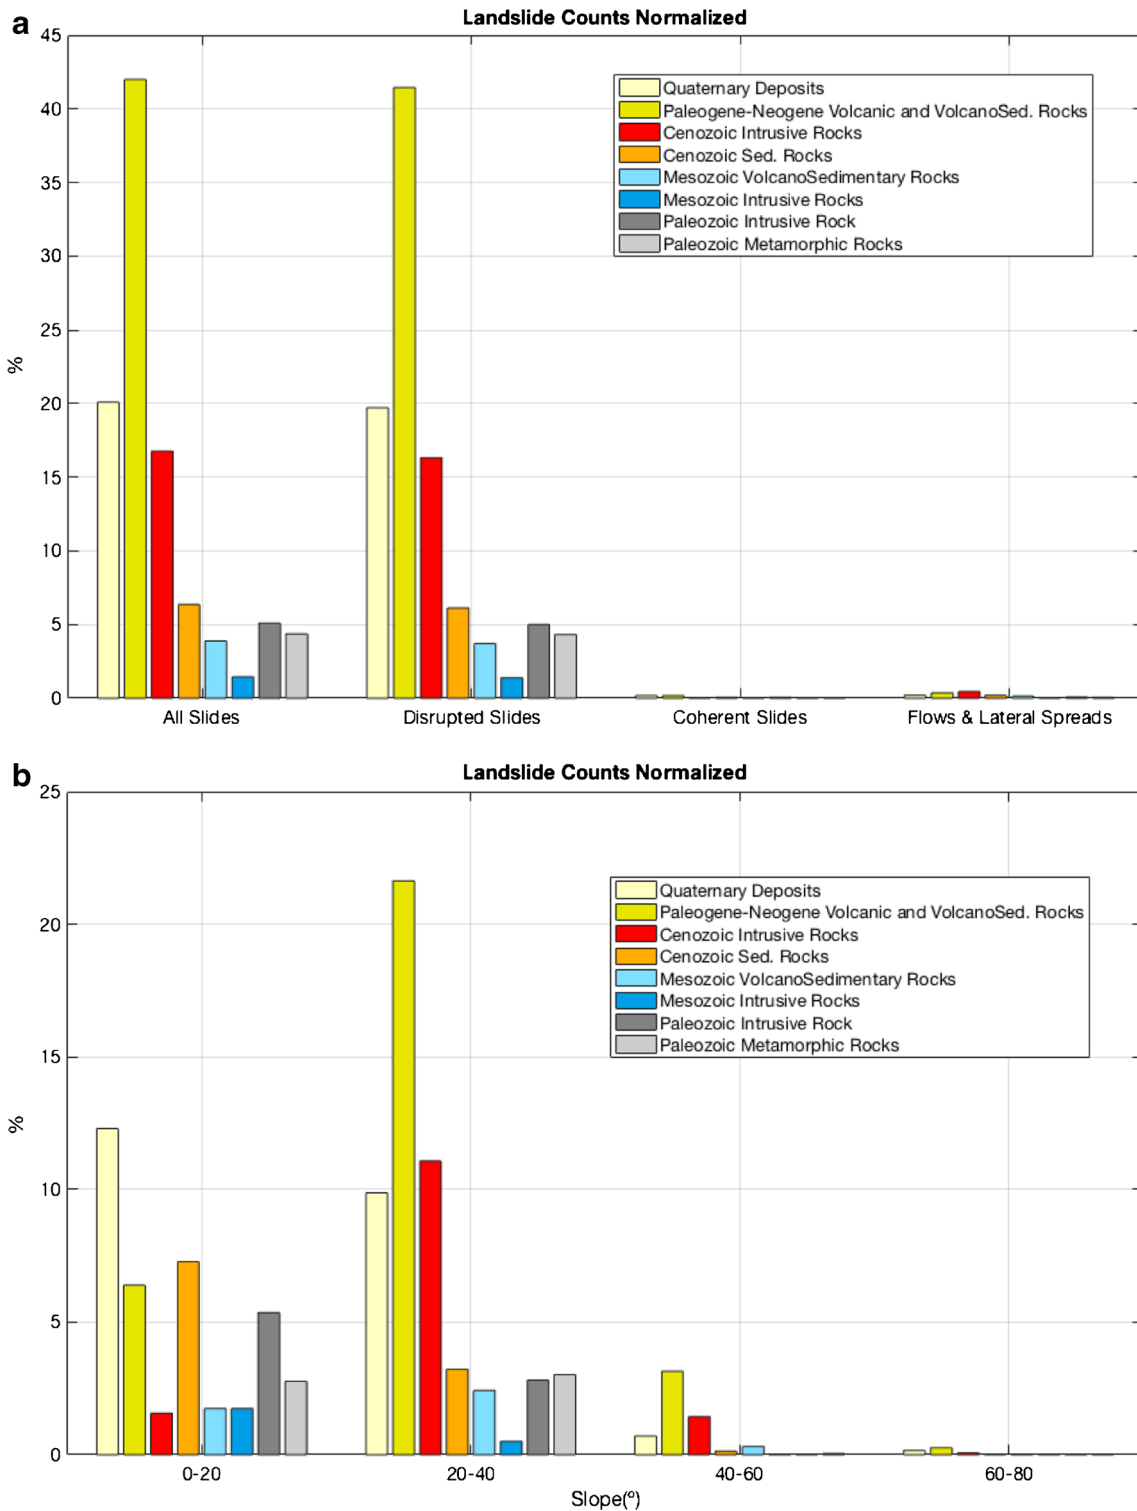 a
Landslide Counts Normalized
45
40
35
30
25
20
15
10
5
0
%
Quaternary Deposits
Paleogene-Neogene Volcanic and VolcanoSed. Rocks
Cenozoic Intrusive Rocks
Cenozoic Sed. Rocks
Mesozoic VolcanoSedimentary Rocks
Mesozoic Intrusive Rocks
Paleozoic Intrusive Rock
Paleozoic Metamorphic Rocks
All Slides Disrupted Slides Coherent Slides Flows & Lateral Spreads
b
Landslide Counts Normalized
25
20
15
10
5
0
%
Quaternary Deposits
Paleogene-Neogene Volcanic and VolcanoSed. Rocks
Cenozoic Intrusive Rocks
Cenozoic Sed. Rocks
Mesozoic VolcanoSedimentary Rocks
Mesozoic Intrusive Rocks
Paleozoic Intrusive Rock
Paleozoic Metamorphic Rocks
0-20 20-40 40-60 60-80
Slope(º)